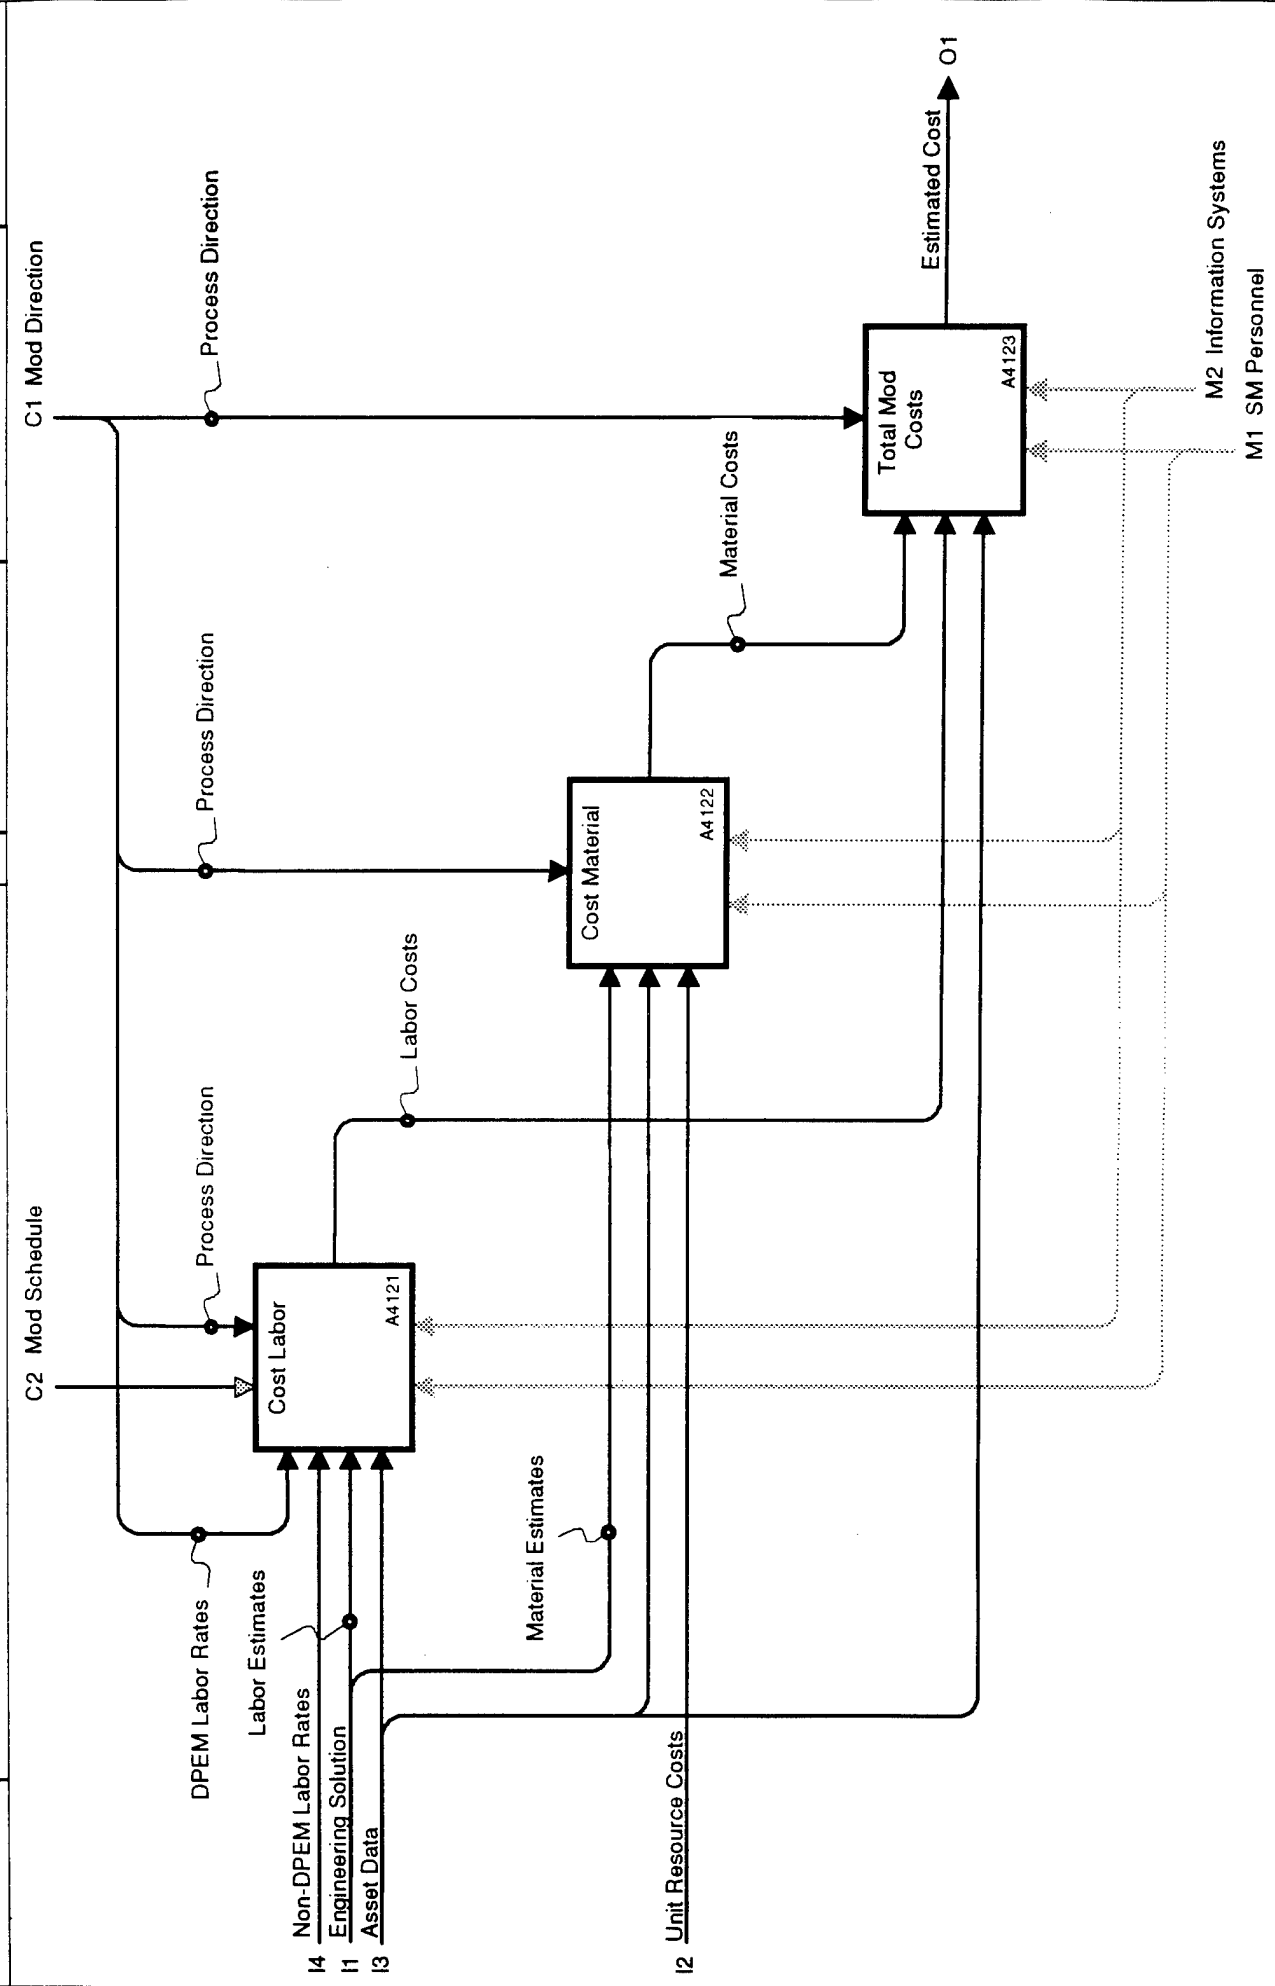 C2 Mod Schedule
C1 Mod Direction
Process Direction
Process Direction
Process Direction
DPEM Labor Rates
Labor Estimates
I4 Non-DPEM Labor Rates
I1 Engineering Solution
I3 Asset Data
Cost Labor
A4121
Labor Costs
Material Estimates
I2 Unit Resource Costs
Cost Material
A4122
Material Costs
Total Mod
Costs
A4123
Estimated Cost
O1
M2 Information Systems
M1 SM Personnel